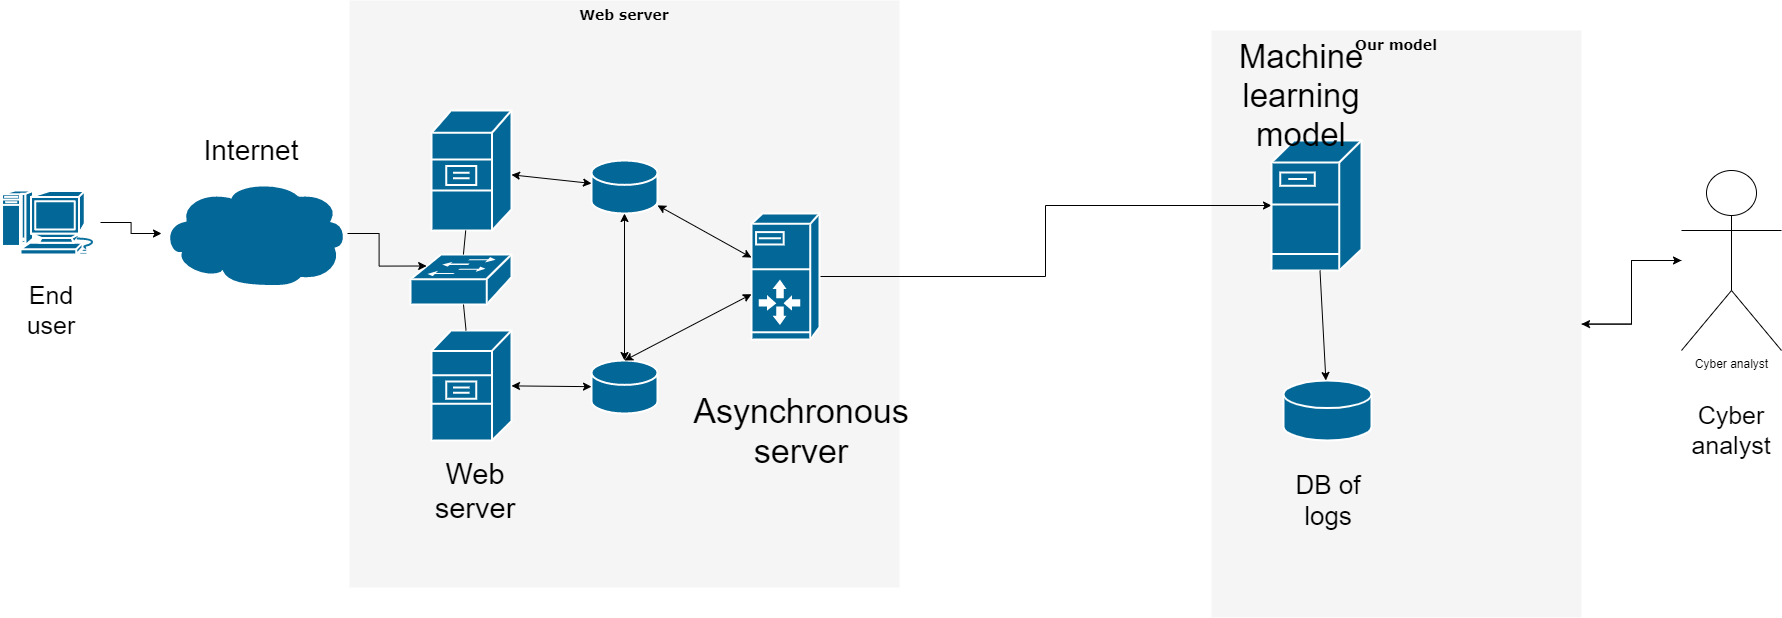 Web server
Our model
Machine
learning
model
Internet
End
user
Web
server
Asynchronous
server
DB of
logs
Cyber analyst
Cyber
analyst